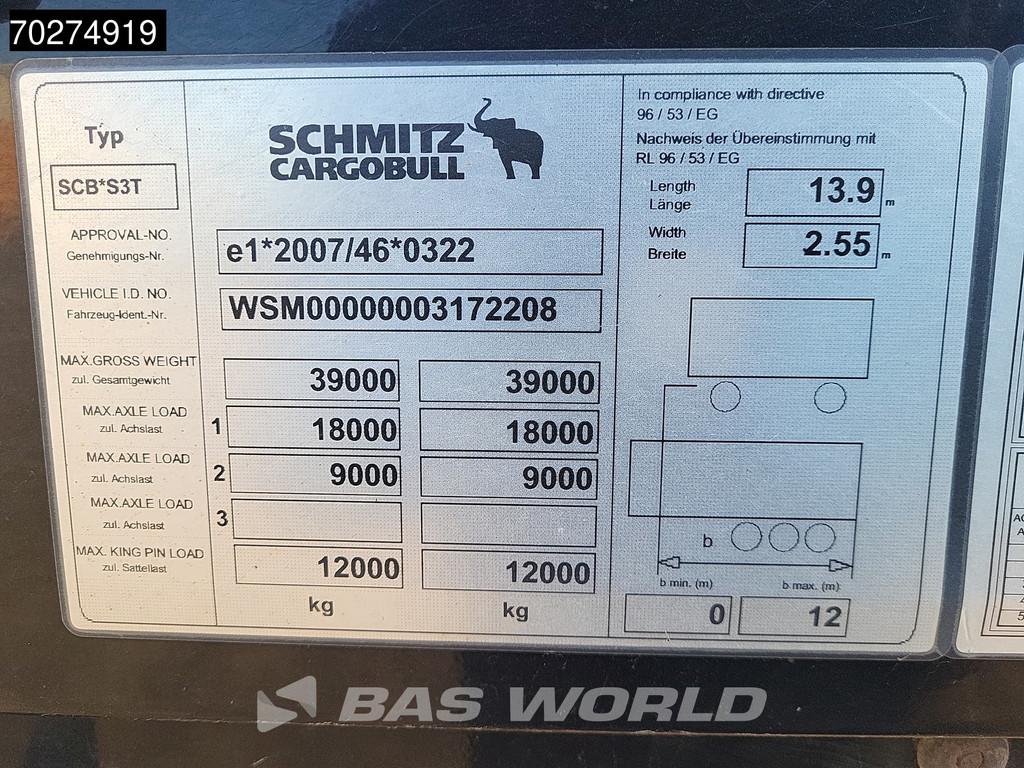 70274919
Typ
SCB*S3T
SCHMITZ
CARGOBULL
APPROVAL-NO.
Genehmigungs-Nr.
e1*2007/46*0322
VEHICLE I.D. NO.
Fahrzeug-Ident.-Nr.
WSM00000003172208
MAX.GROSS WEIGHT
zul. Gesamtgewicht
39000 39000
MAX.AXLE LOAD
zul. Achslast
1 18000 18000
MAX.AXLE LOAD
zul. Achslast
2 9000 9000
MAX.AXLE LOAD
zul. Achslast
3
MAX. KING PIN LOAD
zul. Sattellast
12000 12000
kg kg
In compliance with directive
96 / 53 / EG
Nachweis der Übereinstimmung mit
RL 96 / 53 / EG
Length
Länge
13.9 m
Width
Breite
2.55 m
b
b min. (m) b max. (m)
0 12
BAS WORLD